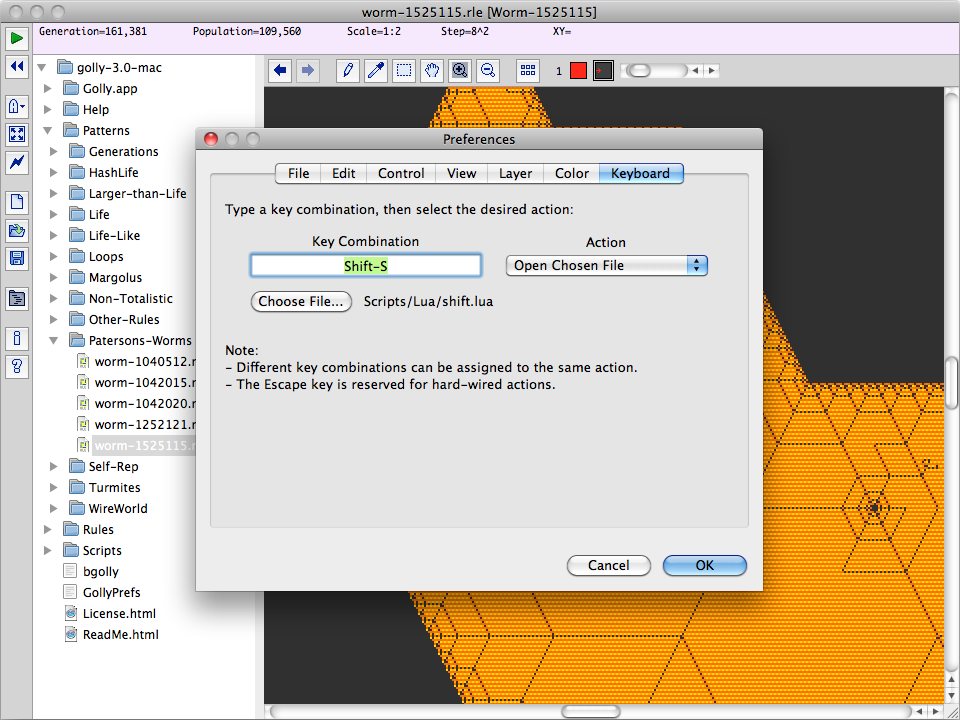 worm-1525115.rle [Worm-1525115]
Generation=161,381 Population=109,560 Scale=1:2 Step=8^2 XY=
golly-3.0-mac
1
Golly.app
Help
Patterns
Generations
HashLife
Larger-than-Life
Life
Life-Like
Loops
Margolus
Non-Totalistic
Other-Rules
Patersons-Worms
worm-1040512.r
worm-1042015.r
worm-1042020.r
worm-1252121.r
worm-1525115.r
Self-Rep
Turmites
WireWorld
Rules
Scripts
bgolly
GollyPrefs
License.html
ReadMe.html
Preferences
File Edit Control View Layer Color Keyboard
Type a key combination, then select the desired action:
Key Combination Action
Shift-S Open Chosen File
Choose File... Scripts/Lua/shift.lua
Note:
- Different key combinations can be assigned to the same action.
- The Escape key is reserved for hard-wired actions.
Cancel OK